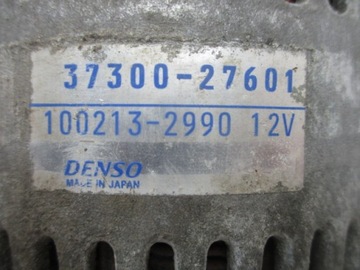 37300-27601
100213-2990 12V
DENSO
MADE IN JAPAN